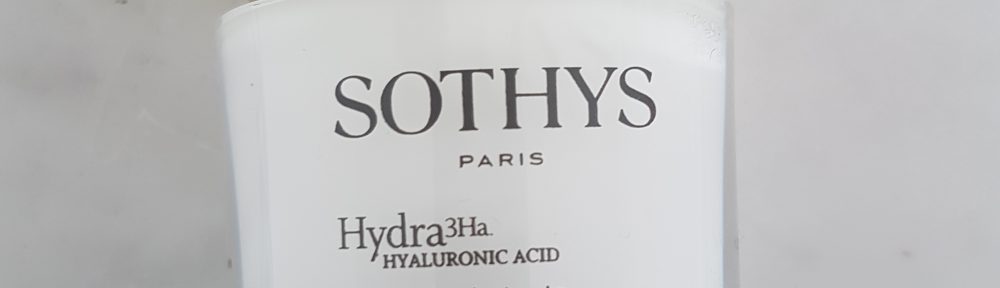 SOTHYS
PARIS
Hydra3Ha.
HYALURONIC ACID